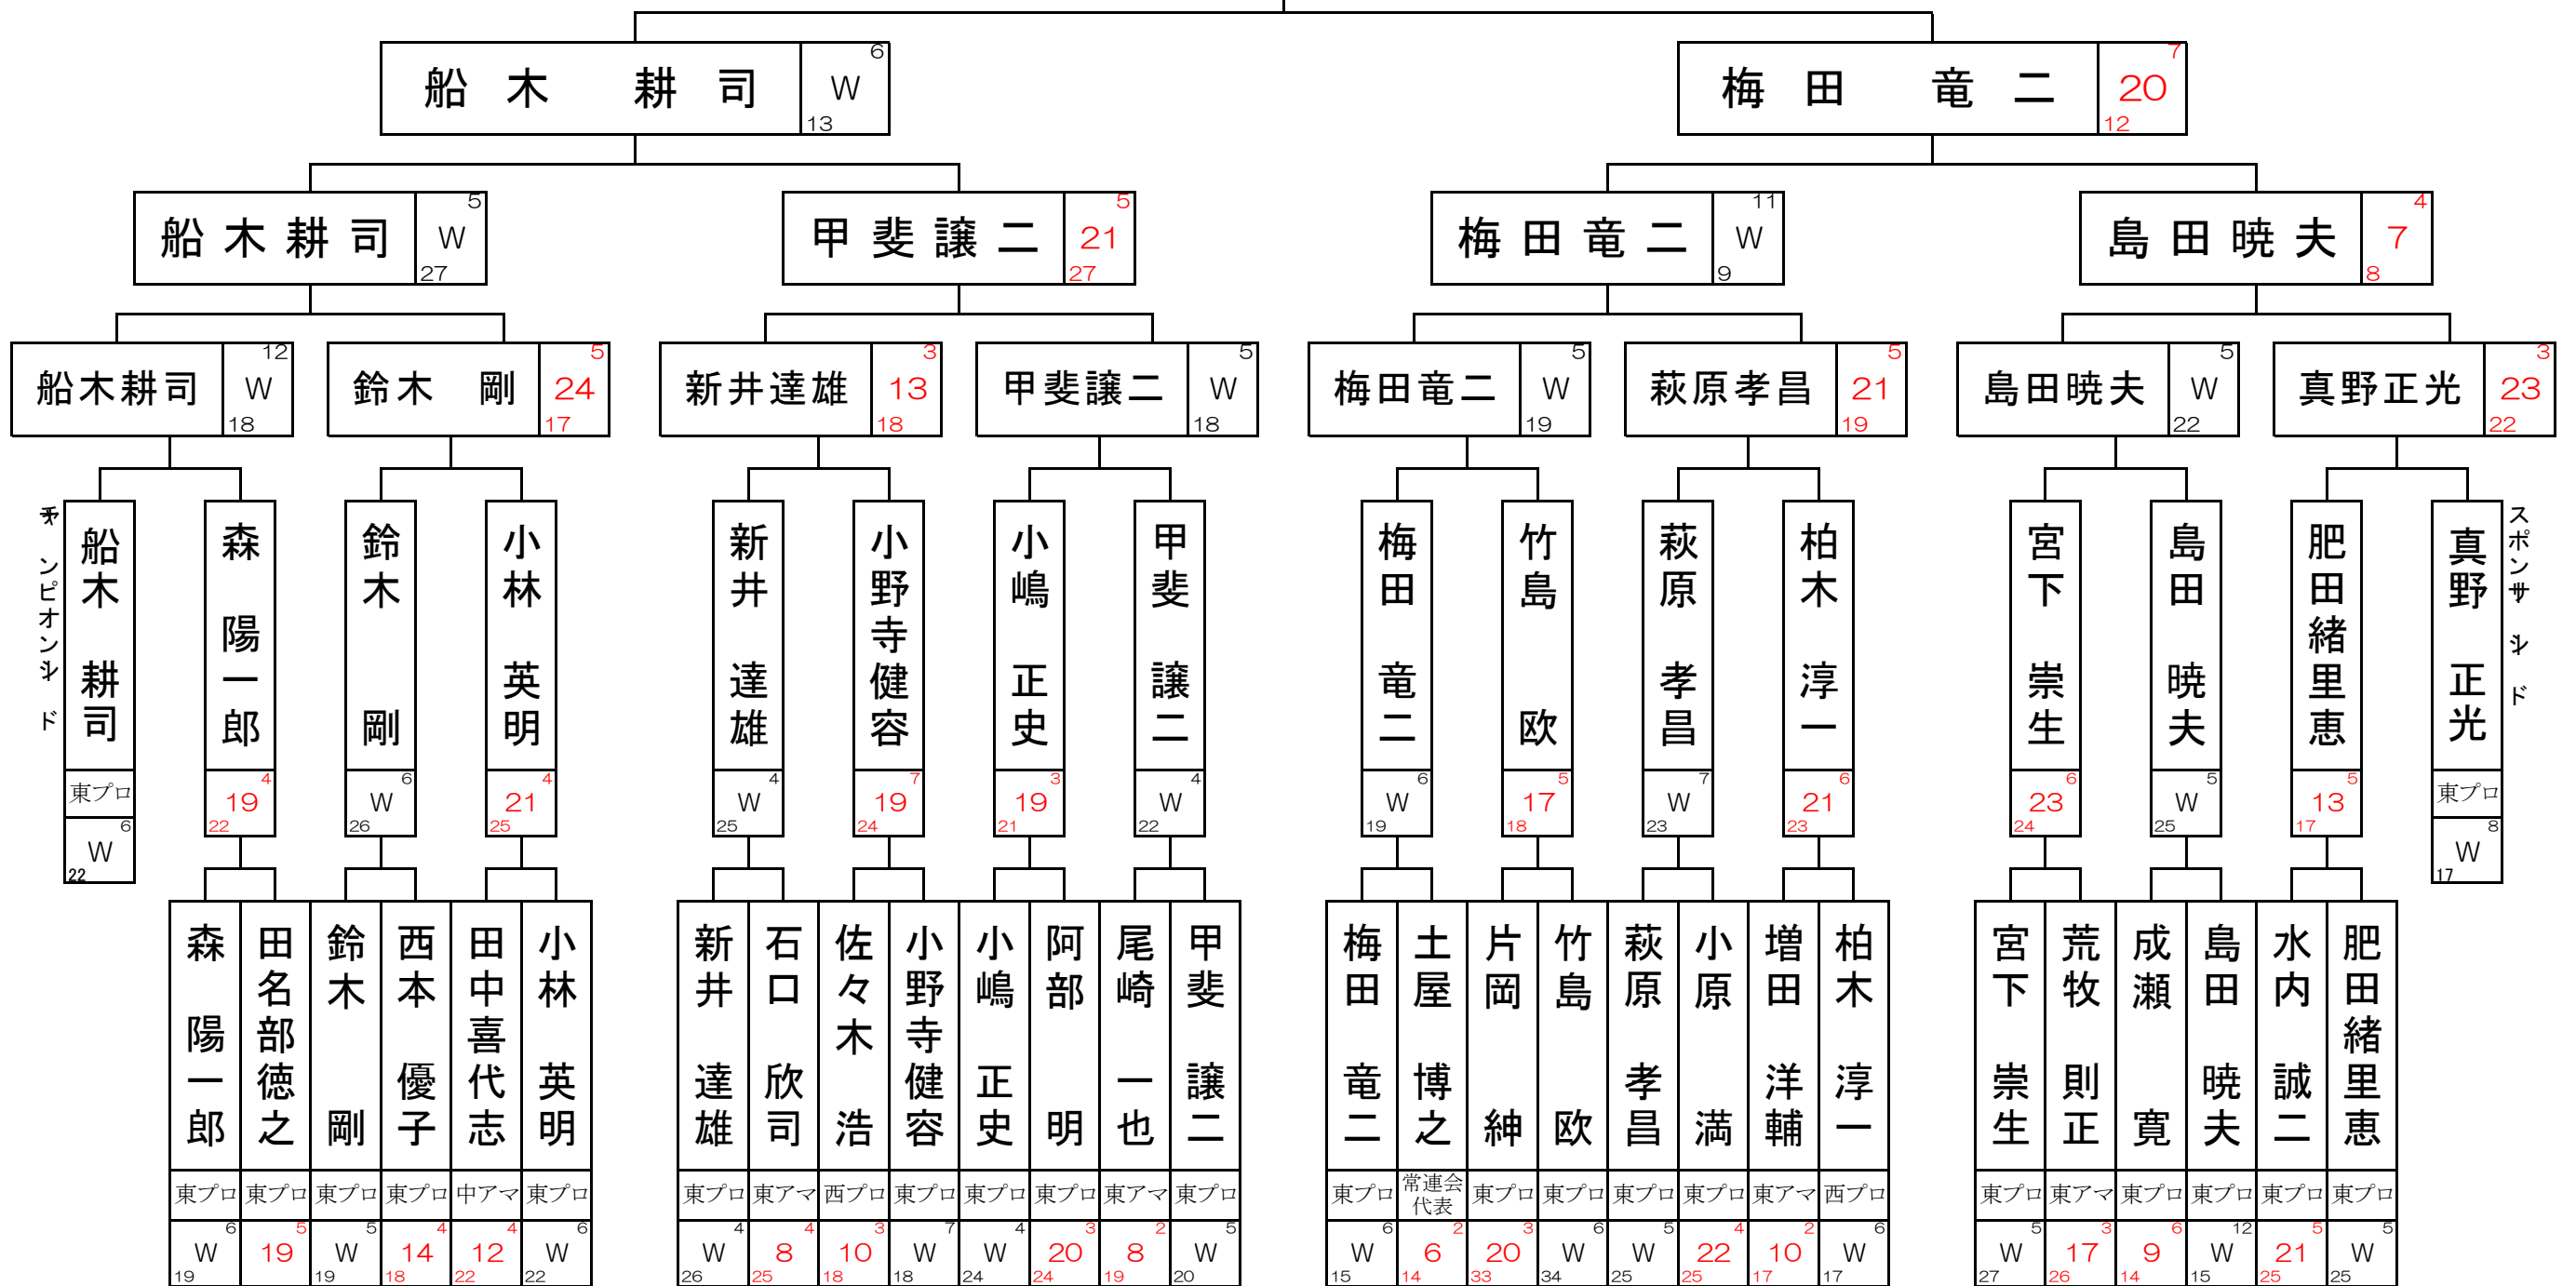 船木 耕司 W 6 13
梅田 竜二 20 7 12
船木耕司 W 5 27
甲斐譲二 21 5 27
梅田竜二 W 11 9
島田暁夫 7 4 8
船木耕司 W 12 18
鈴木 剛 24 5 17
新井達雄 13 3 18
甲斐譲二 W 5 18
梅田竜二 W 5 19
萩原孝昌 21 5 19
島田暁夫 W 5 22
真野正光 23 3 22
チャンピオンシード
船木 耕司 東プロ 6 W 22
森 陽一郎 4 19 22
鈴木 剛 6 W 26
小林 英明 4 21 25
新井 達雄 4 W 25
小野寺健容 7 19 24
小嶋 正史 3 19 21
甲斐 譲二 4 W 22
梅田 竜二 6 W 19
竹島 欧 5 17 18
萩原 孝昌 7 W 23
柏木 淳一 6 21 23
宮下 崇生 6 23 24
島田 暁夫 5 W 25
肥田緒里恵 5 13 17
真野 正光 東プロ 8 W 17
スポンサーシード
森 陽一郎 東プロ 6 W 19
田名部徳之 東プロ 5 19
鈴木 剛 東プロ 5 W 19
西本 優子 東プロ 4 14 18
田中喜代志 中アマ 4 12 22
小林 英明 東プロ 6 W 22
新井 達雄 東プロ 4 W 26
石口 欣司 東アマ 4 8 25
佐々木 浩 西プロ 3 10 18
小野寺健容 東プロ 7 W 18
小嶋 正史 東プロ 4 W 24
阿部 明 東プロ 3 20 24
尾崎 一也 東アマ 2 8 19
甲斐 譲二 東プロ 5 W 20
梅田 竜二 東プロ 6 W 15
土屋 博之 常連会代表 2 6 14
片岡 紳 東プロ 3 20 33
竹島 欧 東プロ 6 W 34
萩原 孝昌 東プロ 5 W 25
小原 満 東プロ 4 22 25
増田 洋輔 東アマ 2 10 17
柏木 淳一 西プロ 6 W 17
宮下 崇生 東プロ 5 W 27
荒牧 則正 東アマ 3 17 26
成瀬 寛 東プロ 6 9 14
島田 暁夫 東プロ 12 W 15
水内 誠二 東プロ 5 21 25
肥田緒里恵 東プロ 5 W 25